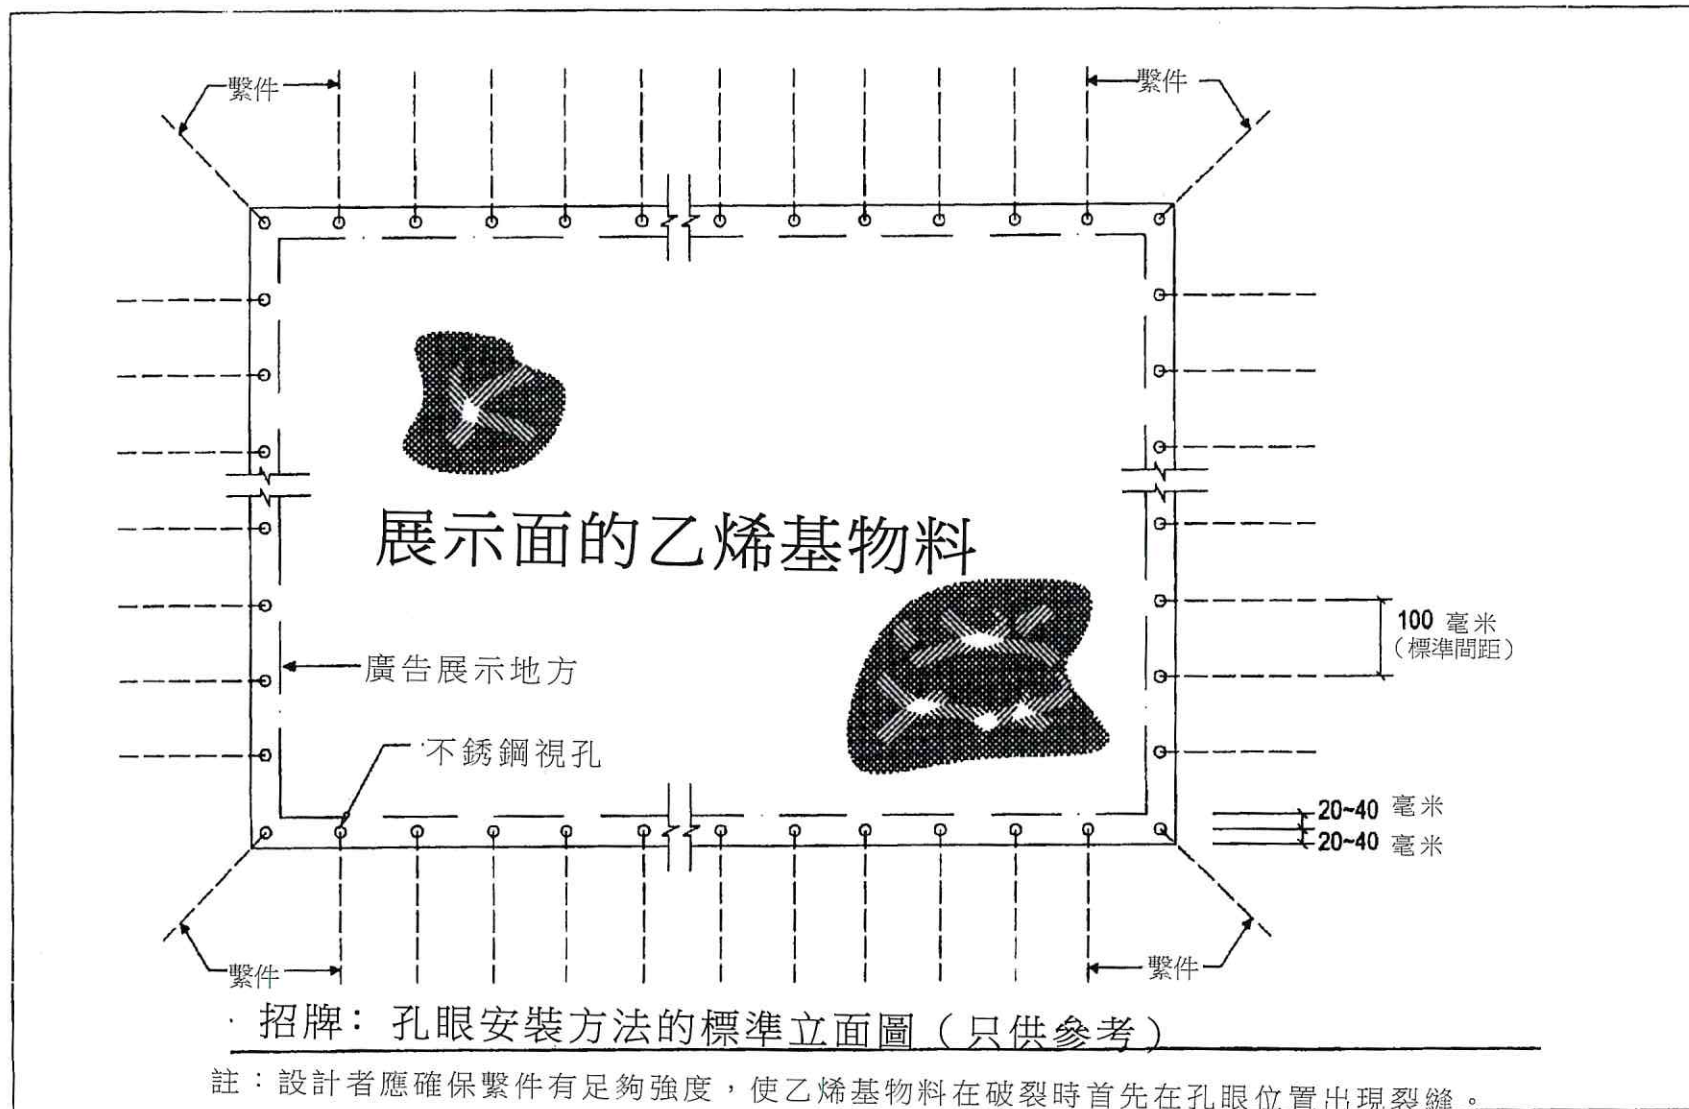 繫件
繫件
展示面的乙烯基物料
100 毫米
（標準間距）
廣告展示地方
不銹鋼視孔
20~40 毫米
20~40 毫米
繫件
繫件
招牌：孔眼安裝方法的標準立面圖（只供參考）
註：設計者應確保繫件有足夠強度，使乙烯基物料在破裂時首先在孔眼位置出現裂縫。